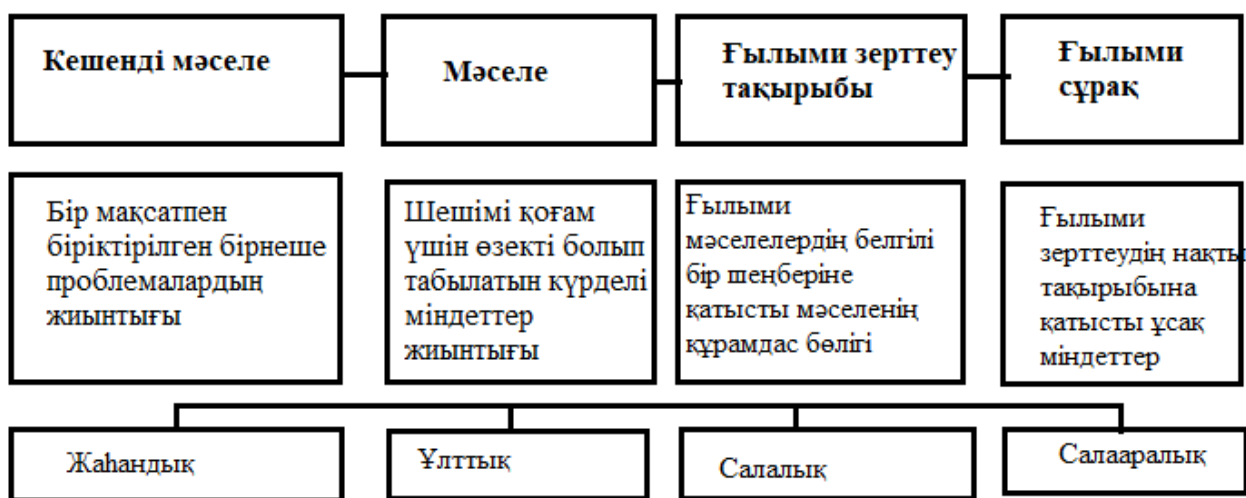 Кешенді мәселе
Мәселе
Ғылыми зерттеу
тақырыбы
Ғылыми
сұрақ
Бір мақсатпен
біріктірілген бірнеше
проблемалардың
жиынтығы
Шешімі қоғам
үшін өзекті болып
табылатын күрделі
міндеттер
жиынтығы
Ғылыми
мәселелердің белгілі
бір шеңберіне
қатысты мәселенің
құрамдас бөлігі
Ғылыми
зерттеудің нақты
тақырыбына
қатысты ұсақ
міндеттер
Жаһандық
Ұлттық
Салалық
Салааралық